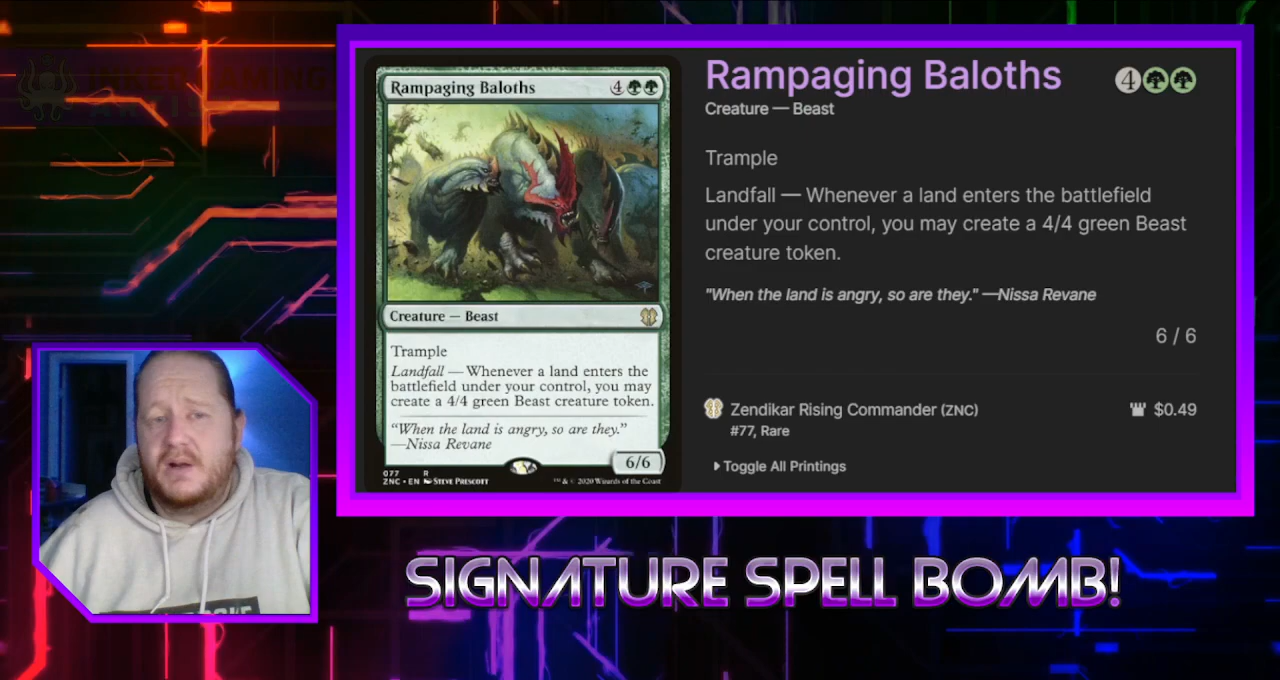 INKED GAMING
Rampaging Baloths 4
Creature — Beast
Trample
Landfall — Whenever a land enters the
battlefield under your control, you may
create a 4/4 green Beast creature token.
"When the land is angry, so are they."
—Nissa Revane
6/6
077 R
ZNC • EN STEVE PRESCOTT
™ & © 2020 Wizards of the Coast
Rampaging Baloths 4
Creature — Beast
Trample
Landfall — Whenever a land enters the battlefield
under your control, you may create a 4/4 green Beast
creature token.
"When the land is angry, so are they." —Nissa Revane
6 / 6
Zendikar Rising Commander (ZNC) $0.49
#77, Rare
Toggle All Printings
SIGNATURE SPELL BOMB!